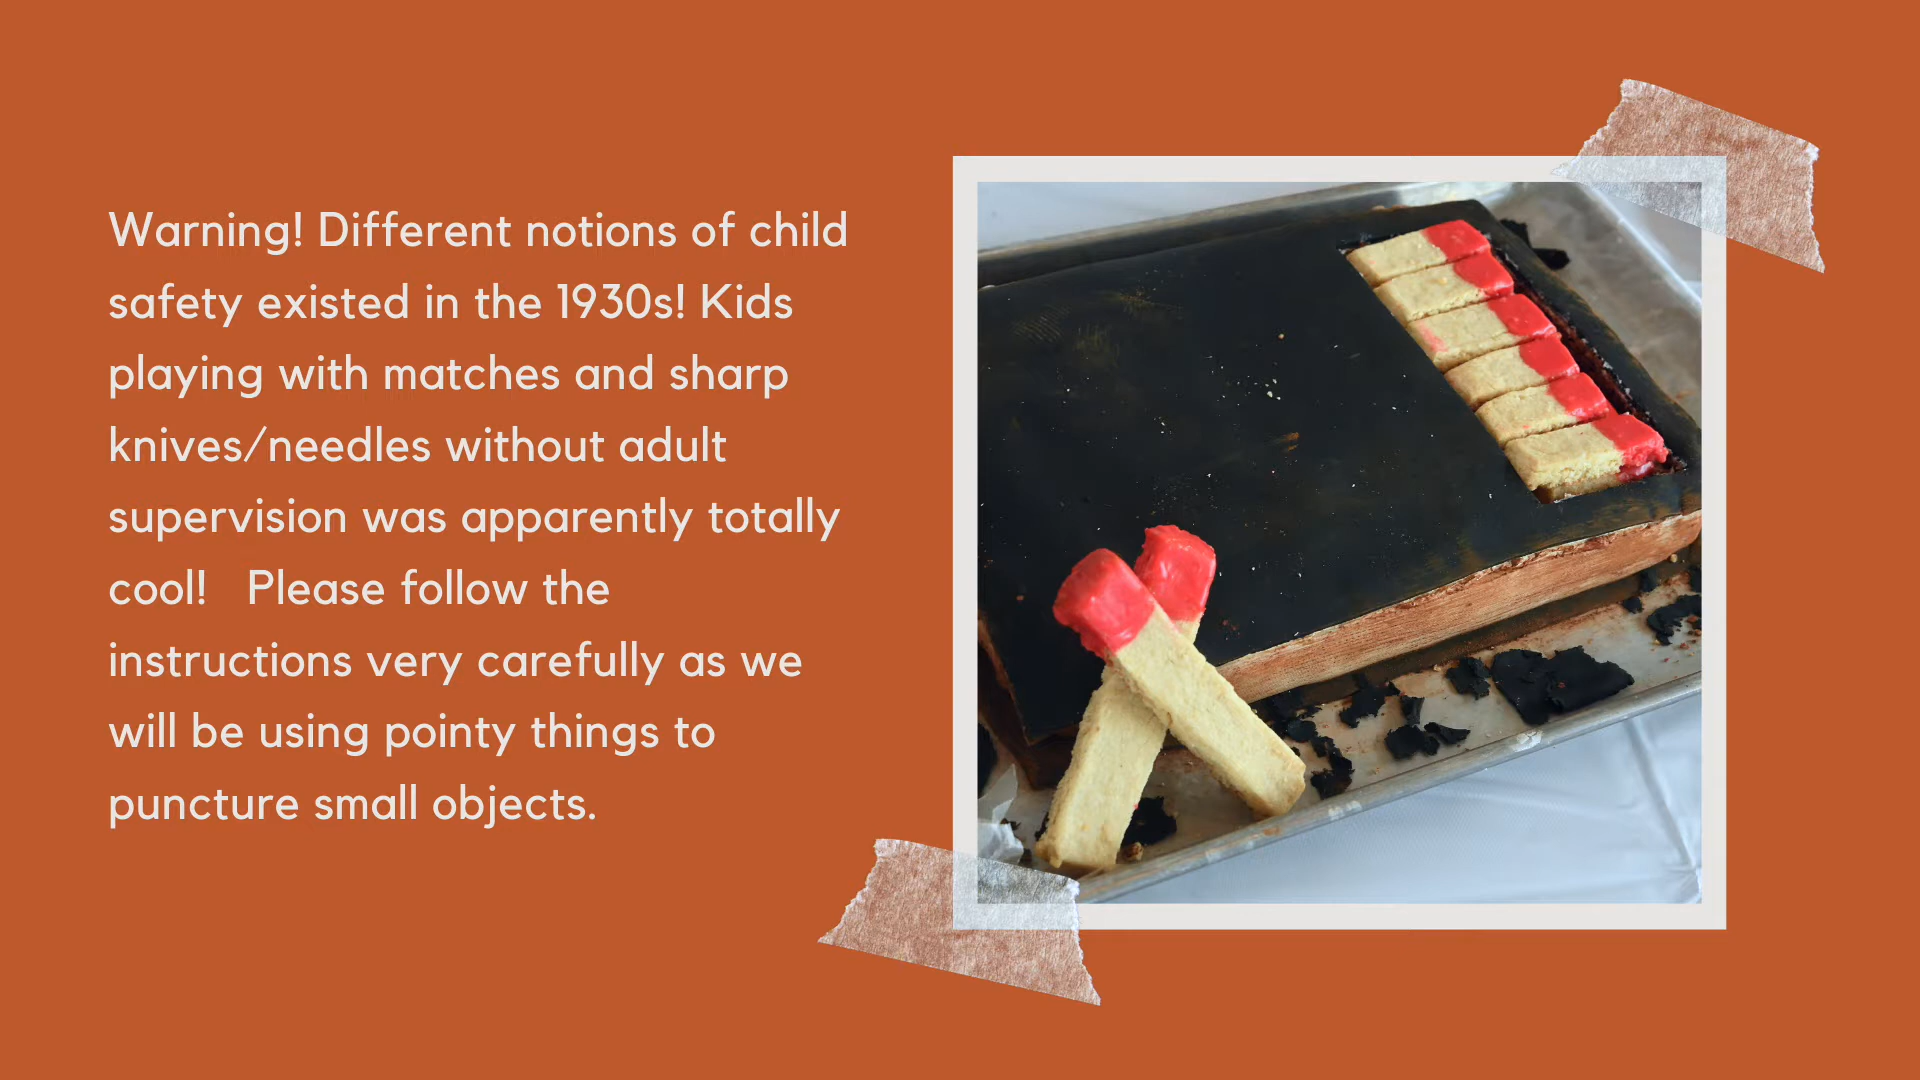 Warning! Different notions of child
safety existed in the 1930s! Kids
playing with matches and sharp
knives/needles without adult
supervision was apparently totally
cool!   Please follow the
instructions very carefully as we
will be using pointy things to
puncture small objects.